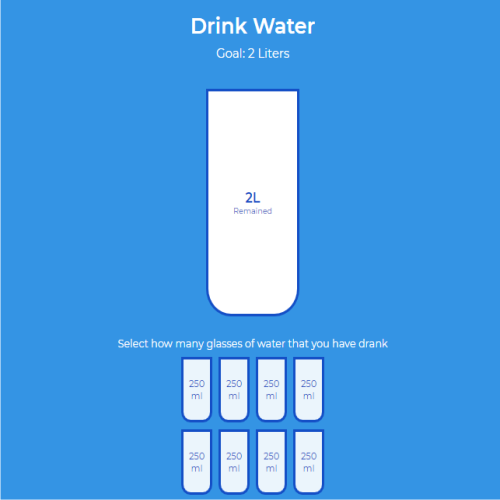 Drink Water
Goal: 2 Liters
2L
Remained
Select how many glasses of water that you have drank
250 250 250 250
ml ml ml ml
250 250 250 250
ml ml ml ml